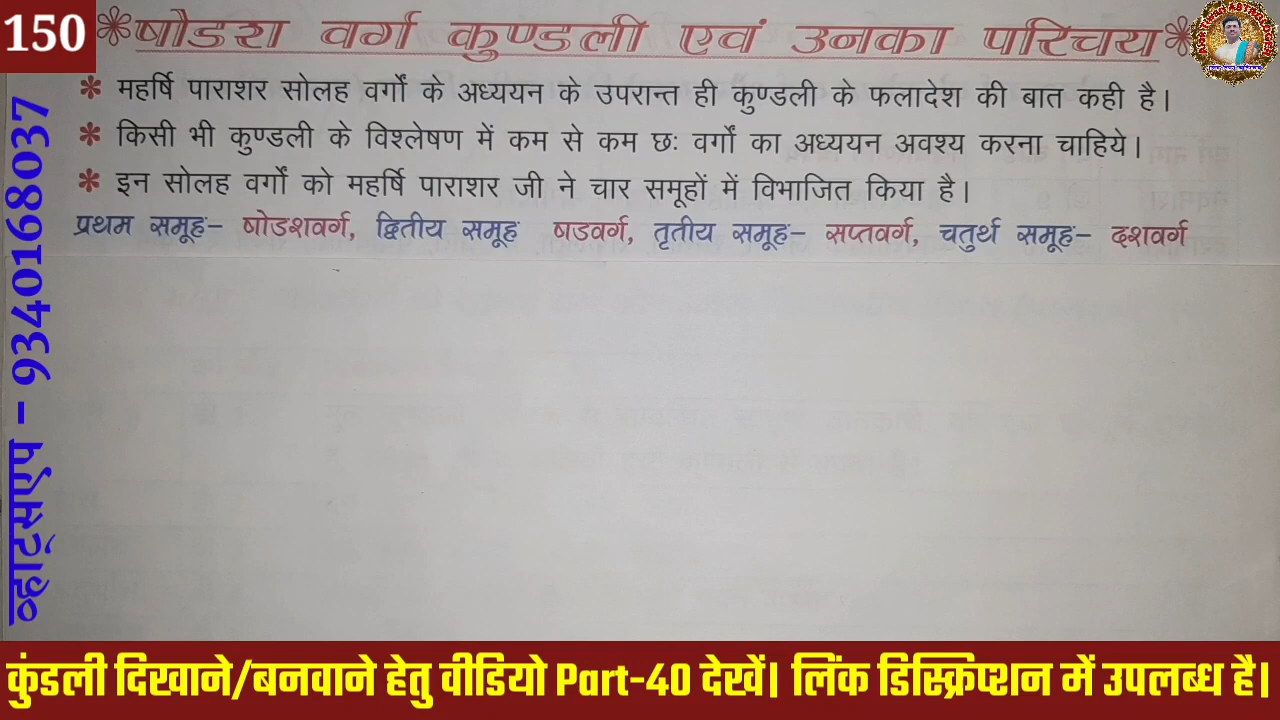 150
षोडश वर्ग कुण्डली एवं उनका परिचय
* महर्षि पाराशर सोलह वर्गों के अध्ययन के उपरान्त ही कुण्डली के फलादेश की बात कही है।
* किसी भी कुण्डली के विश्लेषण में कम से कम छः वर्गों का अध्ययन अवश्य करना चाहिये।
* इन सोलह वर्गों को महर्षि पाराशर जी ने चार समूहों में विभाजित किया है।
प्रथम समूह- षोडशवर्ग, द्वितीय समूह षडवर्ग, तृतीय समूह- सप्तवर्ग, चतुर्थ समूह- दशवर्ग
व्हाट्सएप - 9340168037
कुंडली दिखाने/बनवाने हेतु वीडियो Part-40 देखें। लिंक डिस्क्रिप्शन में उपलब्ध है।